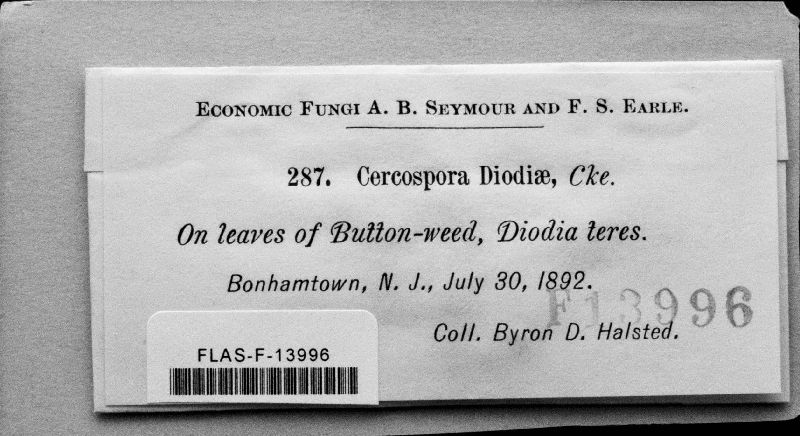 Economic Fungi A. B. Seymour and F. S. Earle.
287. Cercospora Diodiæ, Cke.
On leaves of Button-weed, Diodia teres.
Bonhamtown, N. J., July 30, 1892.
F13996
Coll. Byron D. Halsted.
FLAS-F-13996